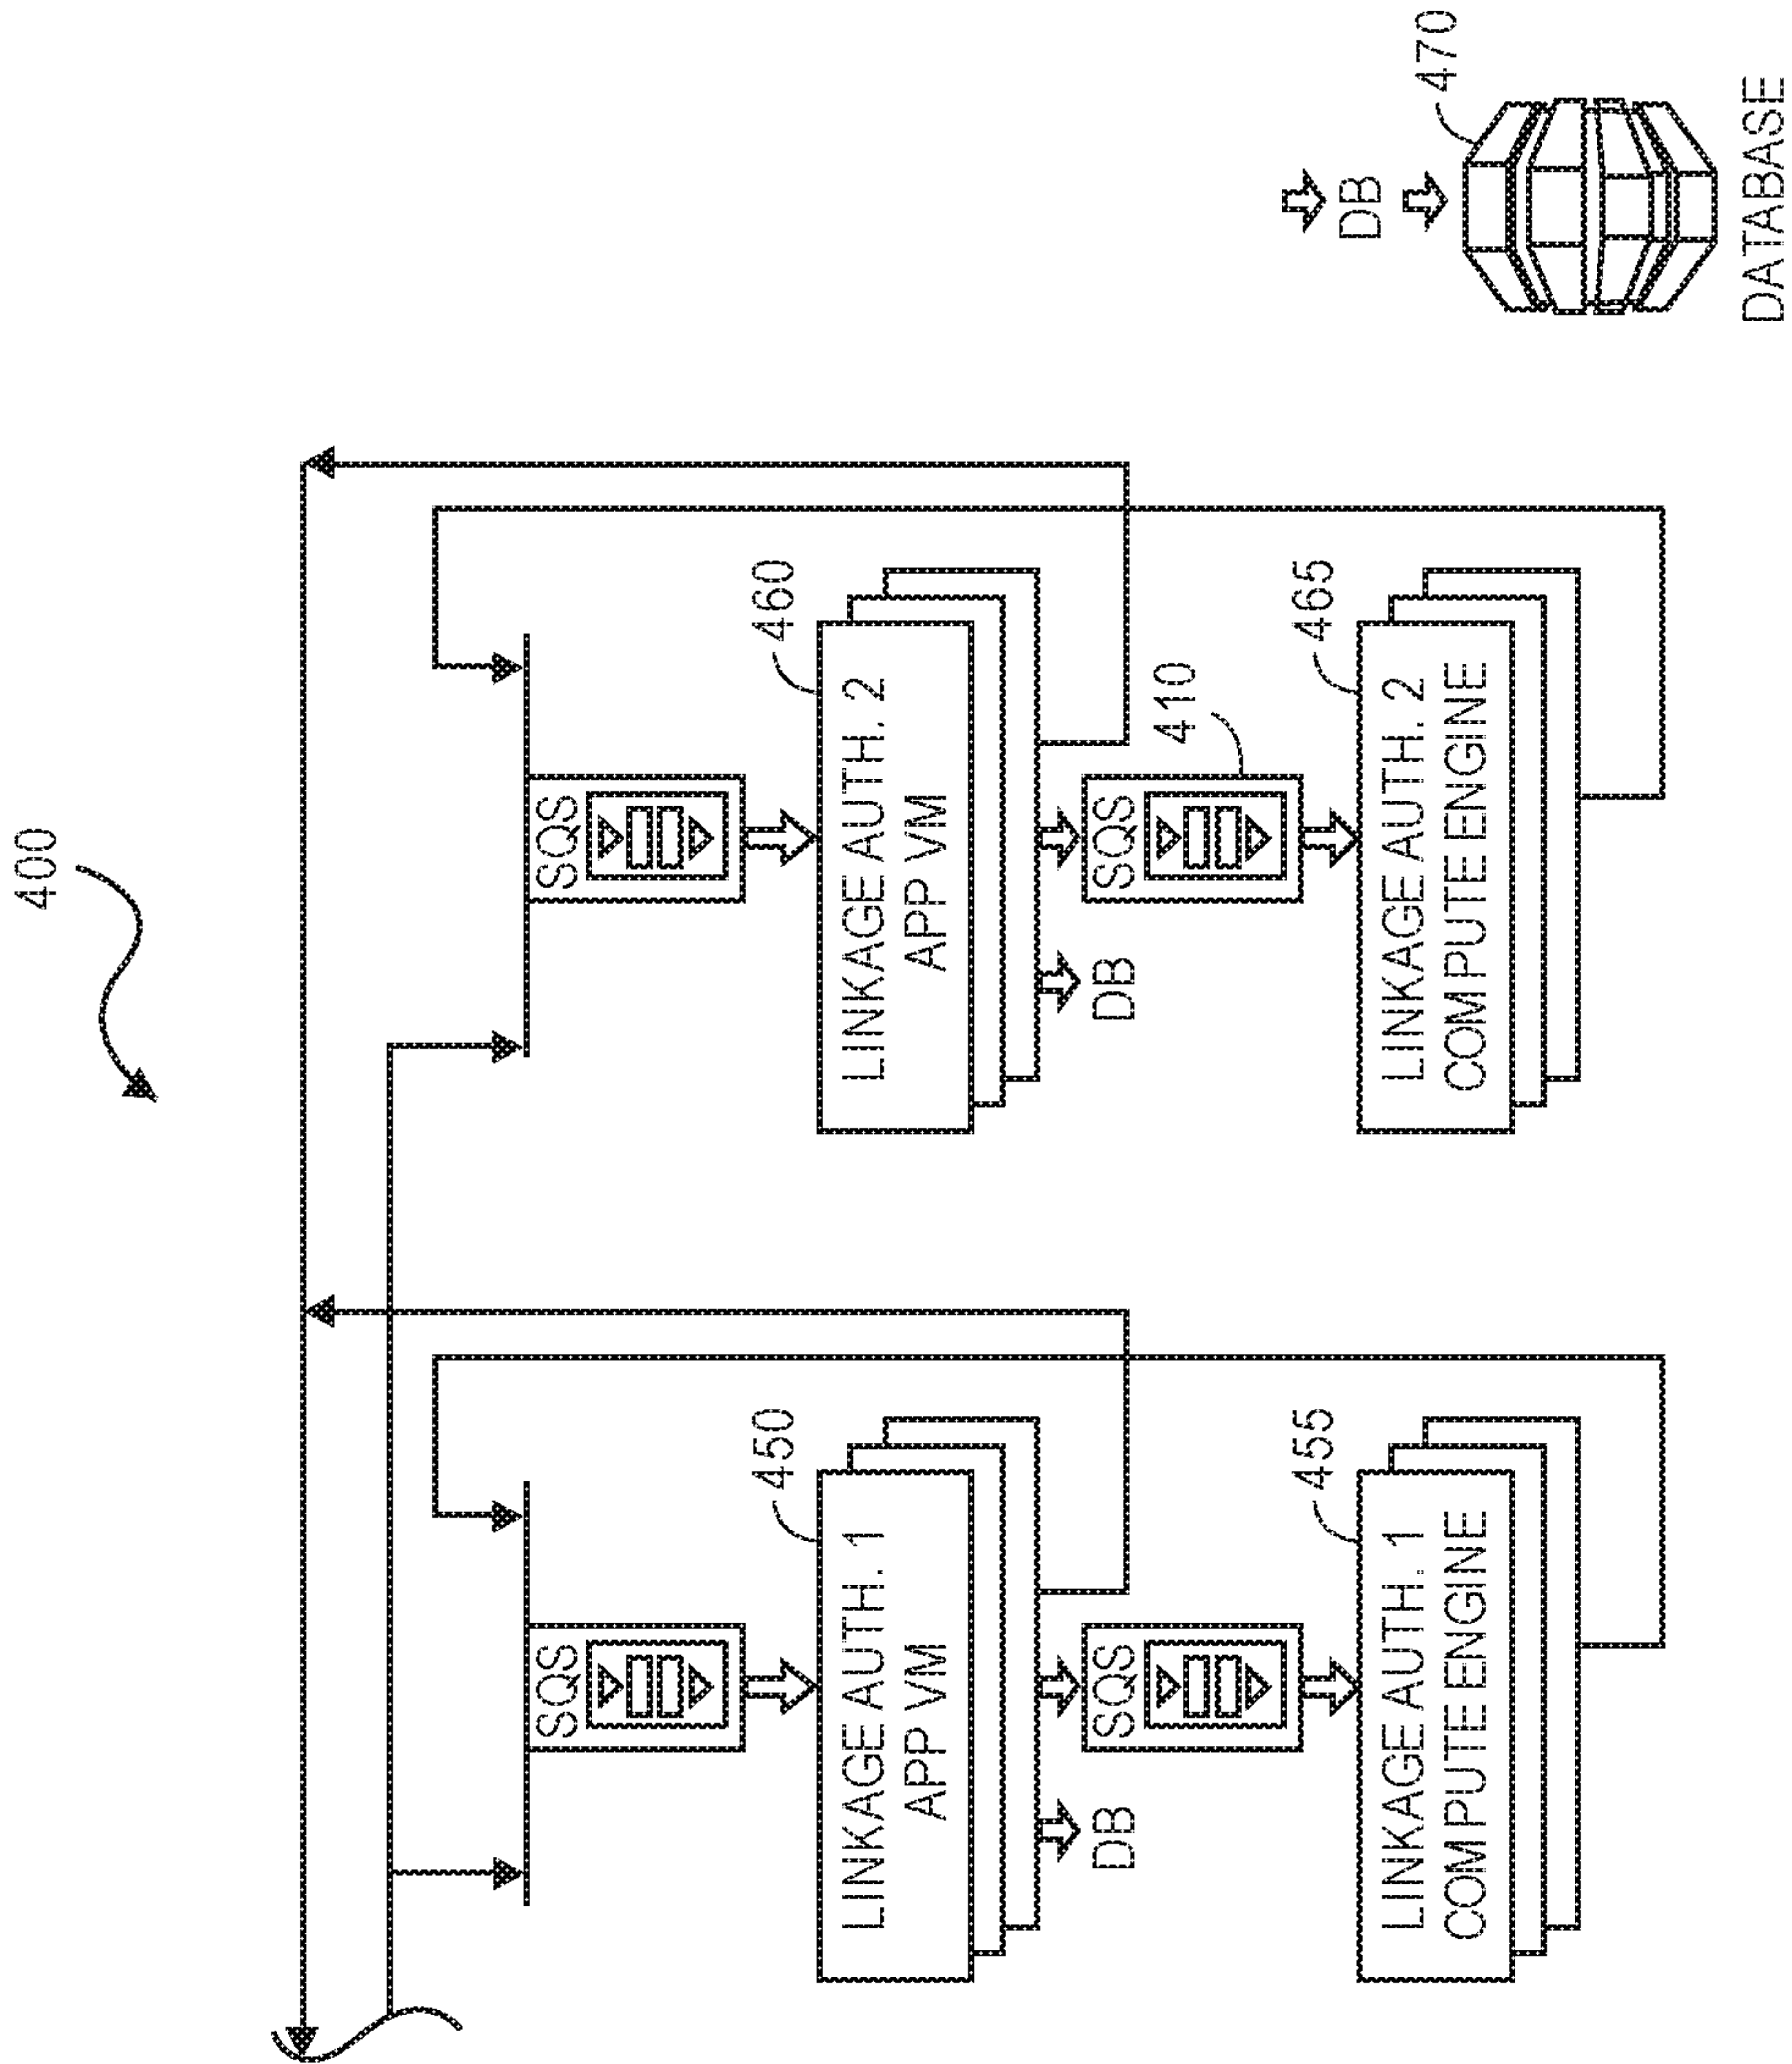 400
SQS
450
LINKAGE AUTH. 1
APP VM
DB
SQS
455
LINKAGE AUTH. 1
COMPUTE ENGINE
SQS
460
LINKAGE AUTH. 2
APP VM
DB
SQS
410
465
LINKAGE AUTH. 2
COMPUTE ENGINE
DB
470
DATABASE